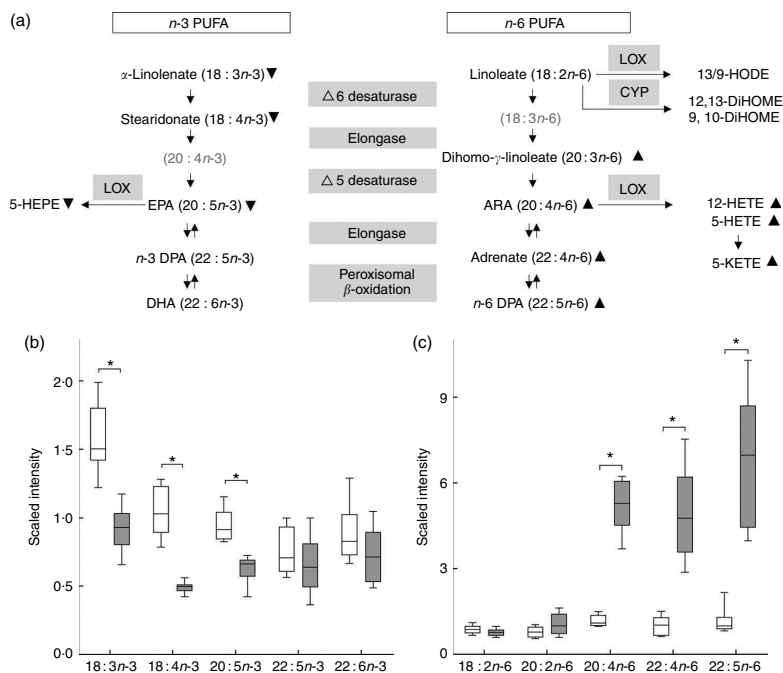 (a)
n-3 PUFA
n-6 PUFA
α-Linolenate (18 : 3n-3) ▼
Stearidonate (18 : 4n-3) ▼
(20 : 4n-3)
5-HEPE ▼
LOX
EPA (20 : 5n-3) ▼
n-3 DPA (22 : 5n-3)
DHA (22 : 6n-3)
△ 6 desaturase
Elongase
△ 5 desaturase
Elongase
Peroxisomal
β-oxidation
Linoleate (18 : 2n-6)
LOX
13/9-HODE
CYP
12,13-DiHOME
9, 10-DiHOME
(18 : 3n-6)
Dihomo-γ-linoleate (20 : 3n-6) ▲
ARA (20 : 4n-6) ▲
LOX
12-HETE ▲
5-HETE ▲
5-KETE ▲
Adrenate (22 : 4n-6) ▲
n-6 DPA (22 : 5n-6) ▲
(b)
Scaled intensity
2·0
1·5
1·0
0·5
0·0
*
*
*
18 : 3n-3 18 : 4n-3 20 : 5n-3 22 : 5n-3 22 : 6n-3
(c)
Scaled intensity
9
6
3
0
*
*
*
18 : 2n-6 20 : 2n-6 20 : 4n-6 22 : 4n-6 22 : 5n-6